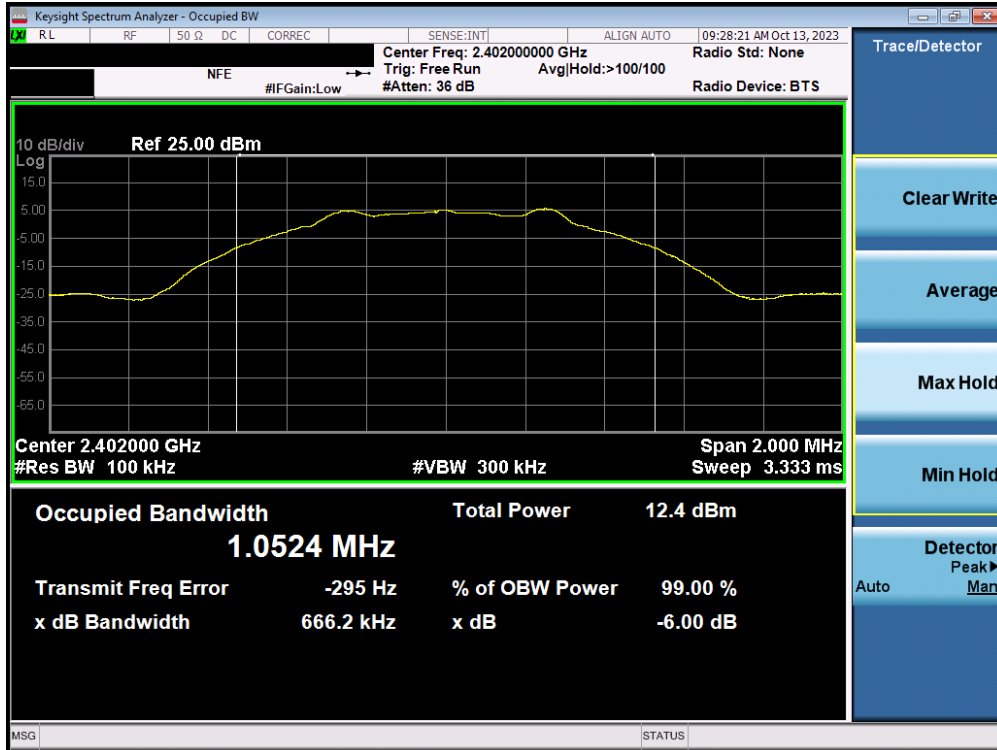 Keysight Spectrum Analyzer - Occupied BW
LXI RL RF 50 Ω DC CORREC SENSE:INT ALIGN AUTO 09:28:21 AM Oct 13, 2023
Center Freq: 2.402000000 GHz Radio Std: None
NFE Trig: Free Run Avg|Hold:>100/100
#IFGain:Low #Atten: 36 dB Radio Device: BTS
Trace/Detector
10 dB/div Ref 25.00 dBm
Log
15.0
5.00
-5.00
-15.0
-25.0
-35.0
-45.0
-55.0
-65.0
Center 2.402000 GHz Span 2.000 MHz
#Res BW 100 kHz #VBW 300 kHz Sweep 3.333 ms
Occupied Bandwidth Total Power 12.4 dBm
1.0524 MHz
Transmit Freq Error -295 Hz % of OBW Power 99.00 %
x dB Bandwidth 666.2 kHz x dB -6.00 dB
Clear Write
Average
Max Hold
Min Hold
Detector
Peak▶
Auto Man
MSG STATUS